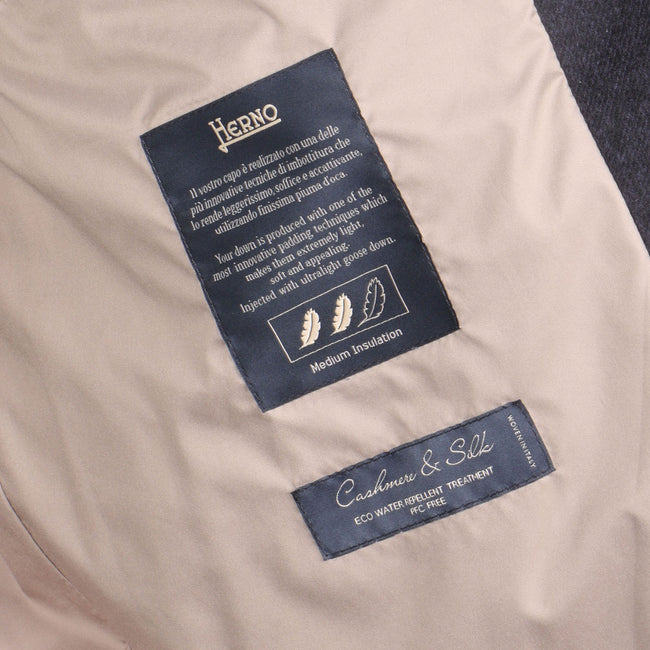 HERNO
Il vostro capo è realizzato con una delle
più innovative tecniche di imbottitura che
lo rende leggerissimo, soffice e accattivante,
utilizzando finissima piuma d'oca.
Your down is produced with one of the
most innovative padding techniques which
makes them extremely light,
soft and appealing.
Injected with ultralight goose down.
Medium Insulation
Cashmere & Silk
ECO WATER REPELLENT TREATMENT
PFC FREE
WOVEN IN ITALY